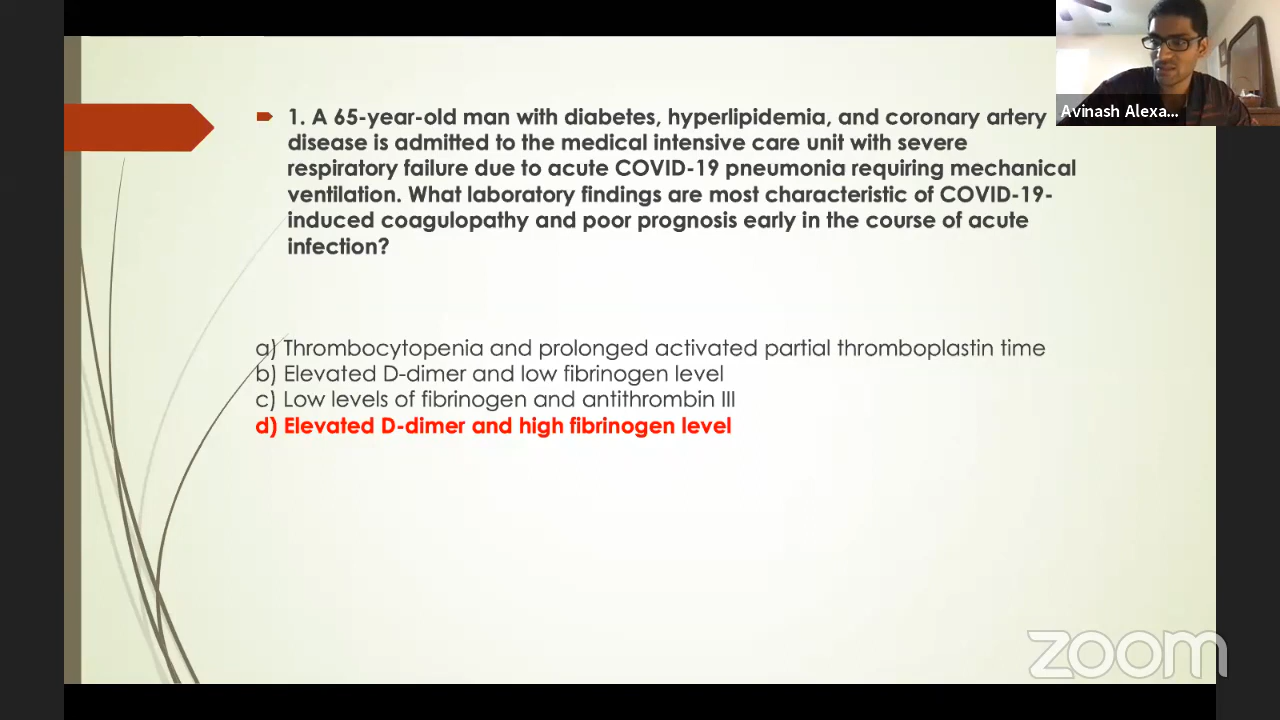 1. A 65-year-old man with diabetes, hyperlipidemia, and coronary artery
disease is admitted to the medical intensive care unit with severe
respiratory failure due to acute COVID-19 pneumonia requiring mechanical
ventilation. What laboratory findings are most characteristic of COVID-19-
induced coagulopathy and poor prognosis early in the course of acute
infection?
a) Thrombocytopenia and prolonged activated partial thromboplastin time
b) Elevated D-dimer and low fibrinogen level
c) Low levels of fibrinogen and antithrombin III
d) Elevated D-dimer and high fibrinogen level
Avinash Alexa...
zoom